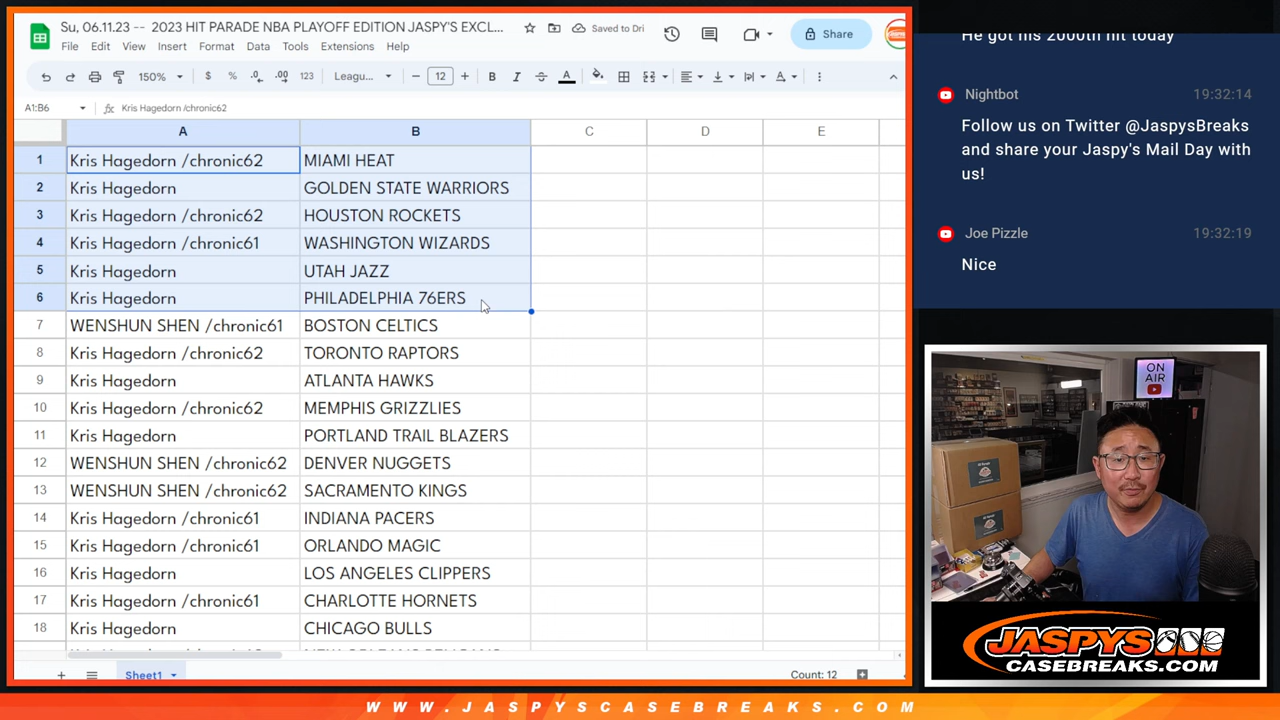 Su, 06.11.23 -- 2023 HIT PARADE NBA PLAYOFF EDITION JASPY'S EXCL...
Saved to Dri
Share
File Edit View Insert Format Data Tools Extensions Help
150% $ % .0 .00 123 Leagu... − 12 + B I S A
A1:B6 fx Kris Hagedorn /chronic62
A B C D E
1 Kris Hagedorn /chronic62 MIAMI HEAT
2 Kris Hagedorn GOLDEN STATE WARRIORS
3 Kris Hagedorn /chronic62 HOUSTON ROCKETS
4 Kris Hagedorn /chronic61 WASHINGTON WIZARDS
5 Kris Hagedorn UTAH JAZZ
6 Kris Hagedorn PHILADELPHIA 76ERS
7 WENSHUN SHEN /chronic61 BOSTON CELTICS
8 Kris Hagedorn /chronic62 TORONTO RAPTORS
9 Kris Hagedorn ATLANTA HAWKS
10 Kris Hagedorn /chronic62 MEMPHIS GRIZZLIES
11 Kris Hagedorn PORTLAND TRAIL BLAZERS
12 WENSHUN SHEN /chronic62 DENVER NUGGETS
13 WENSHUN SHEN /chronic62 SACRAMENTO KINGS
14 Kris Hagedorn /chronic61 INDIANA PACERS
15 Kris Hagedorn /chronic61 ORLANDO MAGIC
16 Kris Hagedorn LOS ANGELES CLIPPERS
17 Kris Hagedorn /chronic61 CHARLOTTE HORNETS
18 Kris Hagedorn CHICAGO BULLS
Sheet1
Count: 12
He got his 2000th hit today
Nightbot 19:32:14
Follow us on Twitter @JaspysBreaks
and share your Jaspy's Mail Day with
us!
Joe Pizzle 19:32:19
Nice
ON
AIR
JASPYS
CASEBREAKS.COM
WWW.JASPYSCASEBREAKS.COM